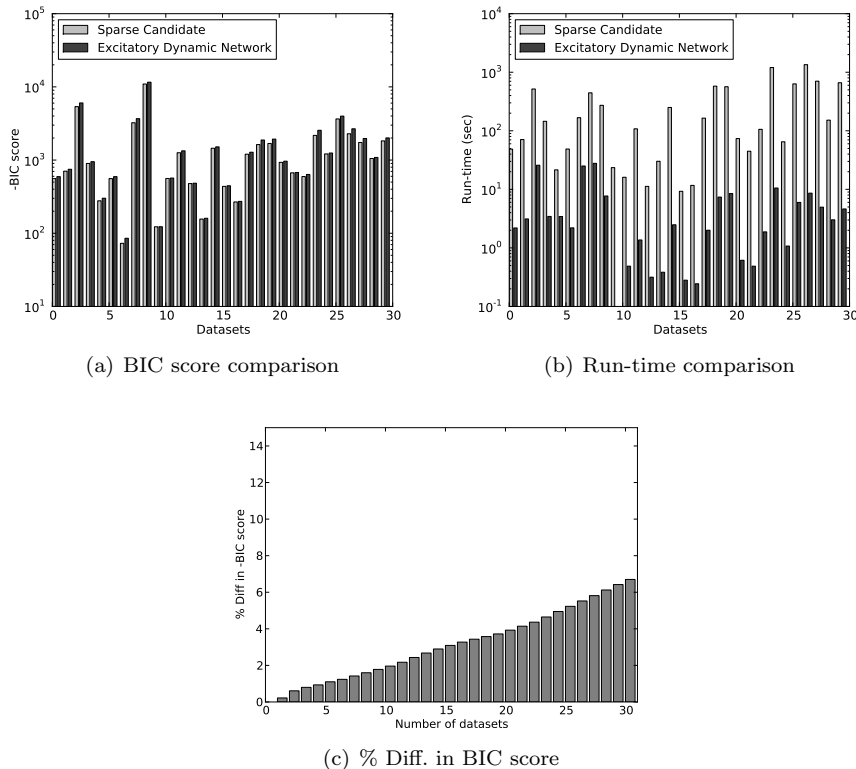 10^5
10^4
10^3
10^2
10^1
-BIC score
Sparse Candidate
Excitatory Dynamic Network
0 5 10 15 20 25 30
Datasets
(a) BIC score comparison
10^4
10^3
10^2
10^1
10^0
10^-1
Run-time (sec)
Sparse Candidate
Excitatory Dynamic Network
0 5 10 15 20 25 30
Datasets
(b) Run-time comparison
14
12
10
8
6
4
2
0
% Diff in -BIC score
0 5 10 15 20 25 30
Number of datasets
(c) % Diff. in BIC score